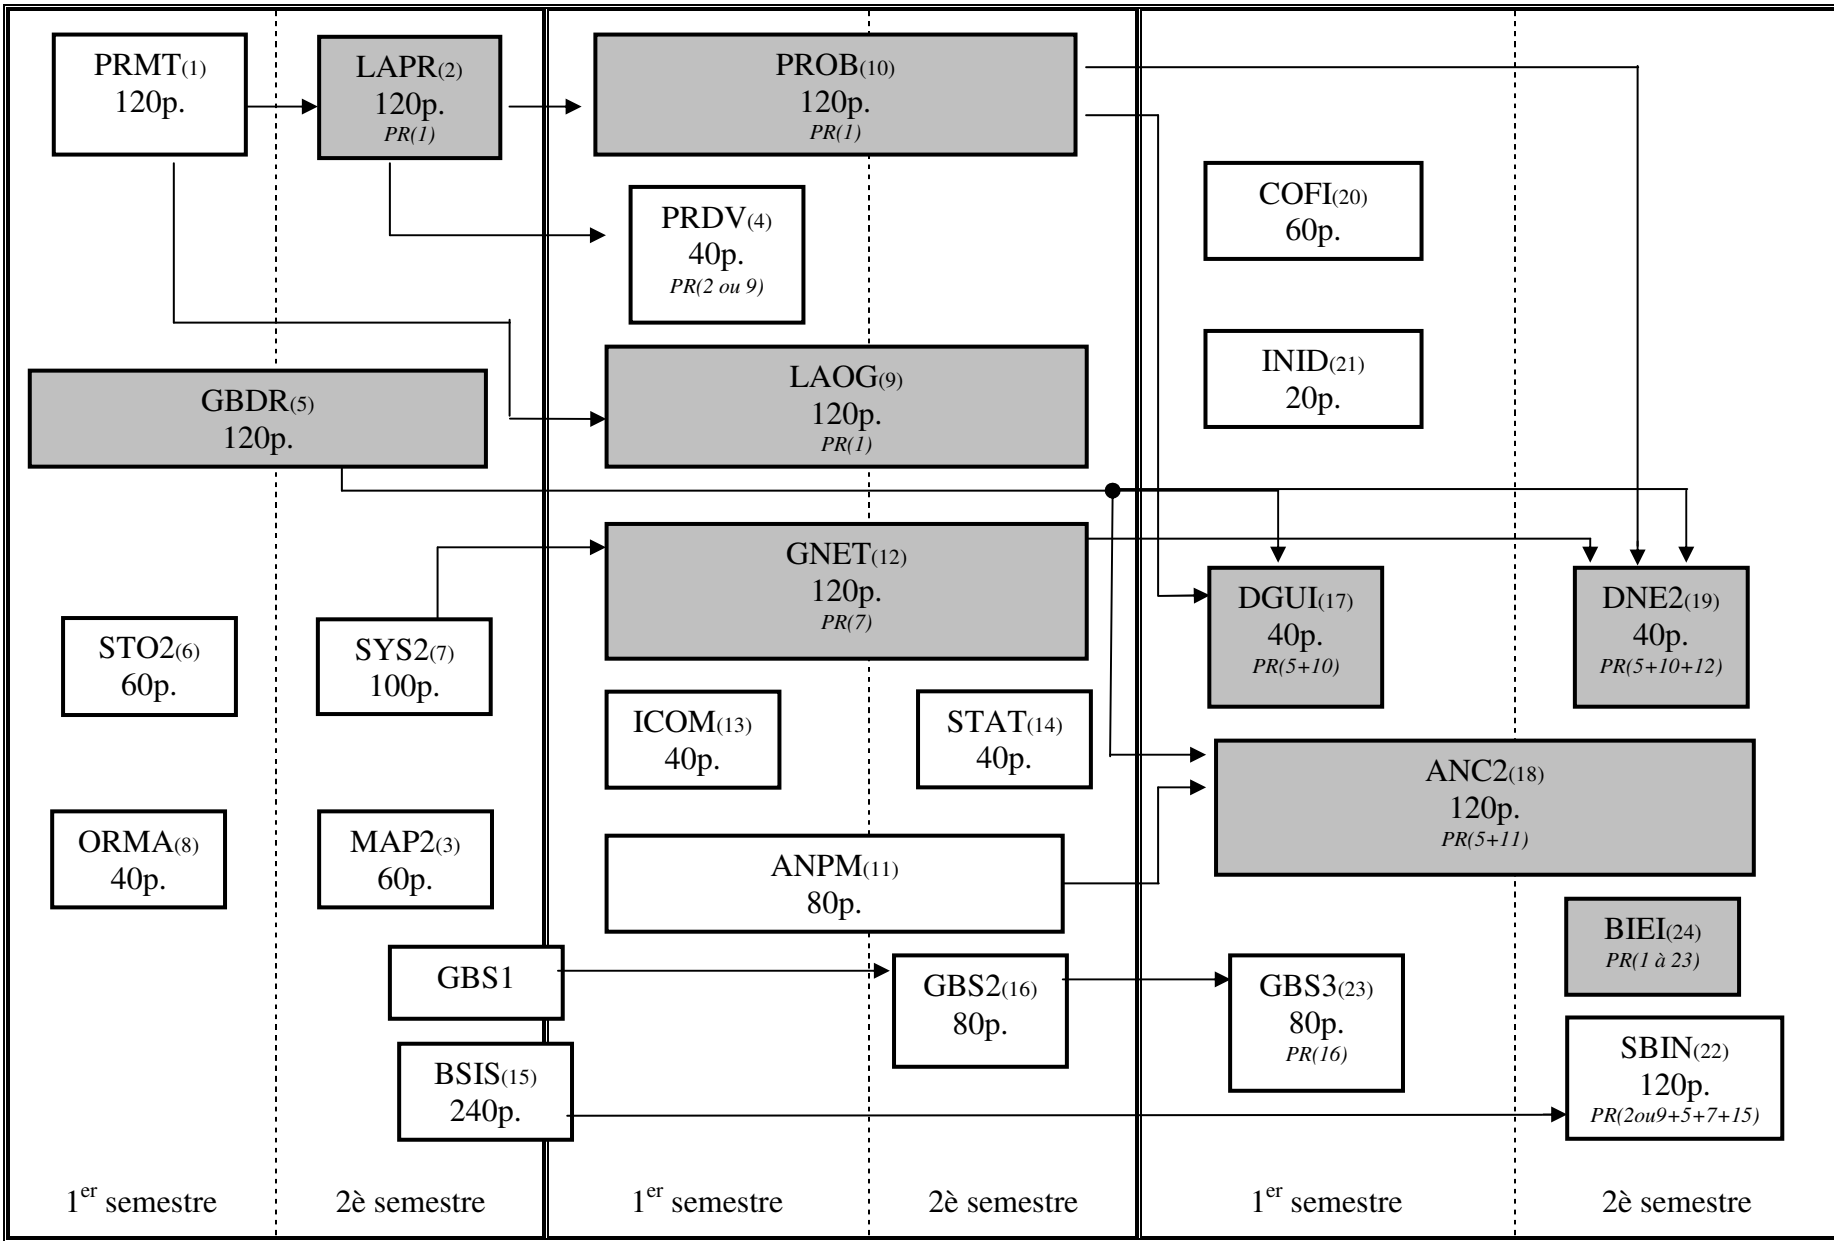 PRMT(1)
120p.
LAPR(2)
120p.
PR(1)
PROB(10)
120p.
PR(1)
PRDV(4)
40p.
PR(2 ou 9)
COFI(20)
60p.
INID(21)
20p.
GBDR(5)
120p.
LAOG(9)
120p.
PR(1)
GNET(12)
120p.
PR(7)
DGUI(17)
40p.
PR(5+10)
DNE2(19)
40p.
PR(5+10+12)
STO2(6)
60p.
SYS2(7)
100p.
ICOM(13)
40p.
STAT(14)
40p.
ANC2(18)
120p.
PR(5+11)
ORMA(8)
40p.
MAP2(3)
60p.
ANPM(11)
80p.
BIEI(24)
PR(1 à 23)
GBS1
GBS2(16)
80p.
GBS3(23)
80p.
PR(16)
BSIS(15)
240p.
SBIN(22)
120p.
PR(2ou9+5+7+15)
1er semestre
2è semestre
1er semestre
2è semestre
1er semestre
2è semestre